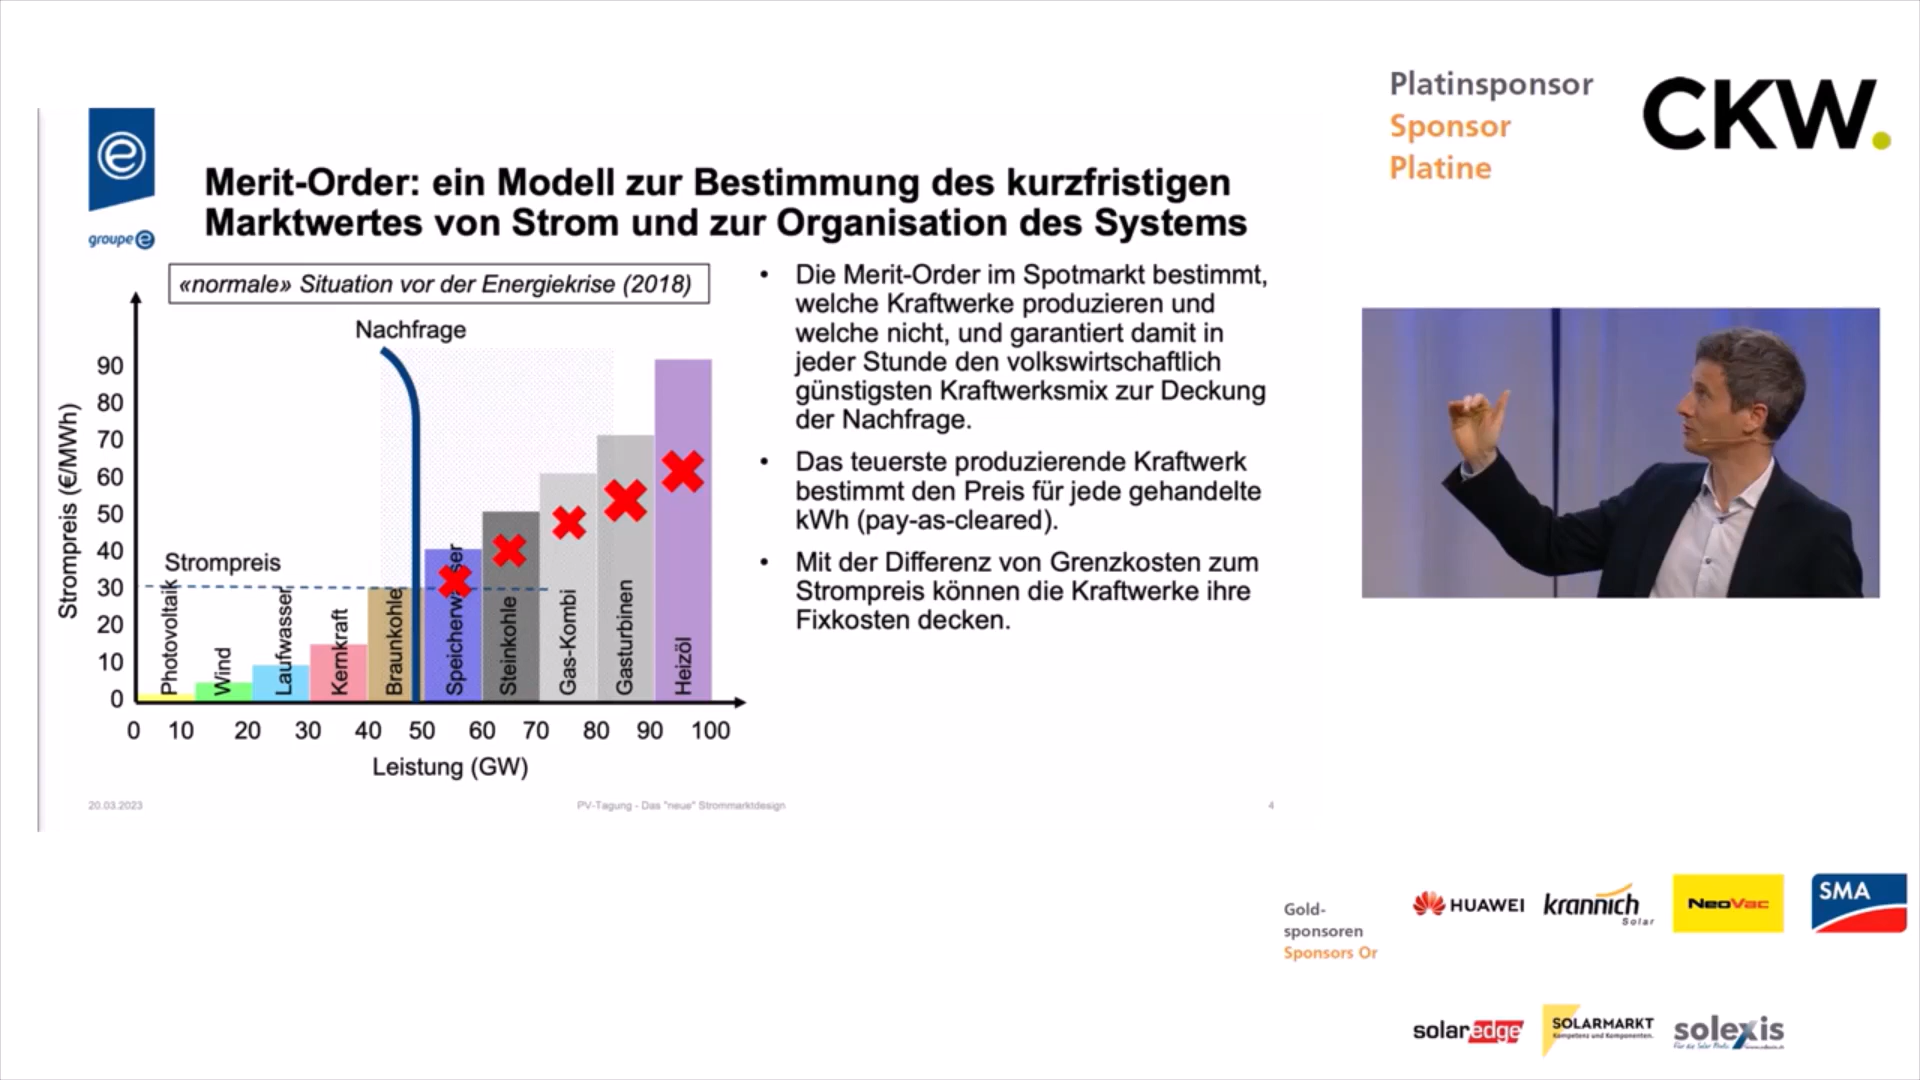 Platinsponsor
Sponsor
Platine
CKW.
groupe e
Merit-Order: ein Modell zur Bestimmung des kurzfristigen
Marktwertes von Strom und zur Organisation des Systems
«normale» Situation vor der Energiekrise (2018)
Nachfrage
Strompreis (€/MWh)
90
80
70
60
50
40
30
20
10
0
Strompreis
Photovoltaik
Wind
Laufwasser
Kernkraft
Braunkohle
Steinkohle
Gas-Kombi
Gasturbinen
Heizöl
0 10 20 30 40 50 60 70 80 90 100
Leistung (GW)
• Die Merit-Order im Spotmarkt bestimmt,
welche Kraftwerke produzieren und
welche nicht, und garantiert damit in
jeder Stunde den volkswirtschaftlich
günstigsten Kraftwerksmix zur Deckung
der Nachfrage.
• Das teuerste produzierende Kraftwerk
bestimmt den Preis für jede gehandelte
kWh (pay-as-cleared).
• Mit der Differenz von Grenzkosten zum
Strompreis können die Kraftwerke ihre
Fixkosten decken.
20.03.2023
PV-Tagung - Das "neue" Strommarktdesign
4
Gold-
sponsoren
Sponsors Or
HUAWEI
krannich
Solar
NeoVac
SMA
solaredge
SOLARMARKT
Kompetenz und Komponenten.
solexis